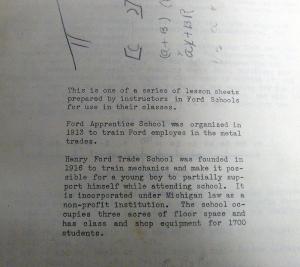 This is one of a series of lesson sheets
prepared by instructors in Ford Schools
for use in their classes.
Ford Apprentice School was organized in
1913 to train Ford employes in the metal
trades.
Henry Ford Trade School was founded in
1916 to train mechanics and make it pos-
sible for a young boy to partially sup-
port himself while attending school. It
is incorporated under Michigan law as a
non-profit institution. The school oc-
cupies three acres of floor space and
has class and shop equipment for 1700
students.